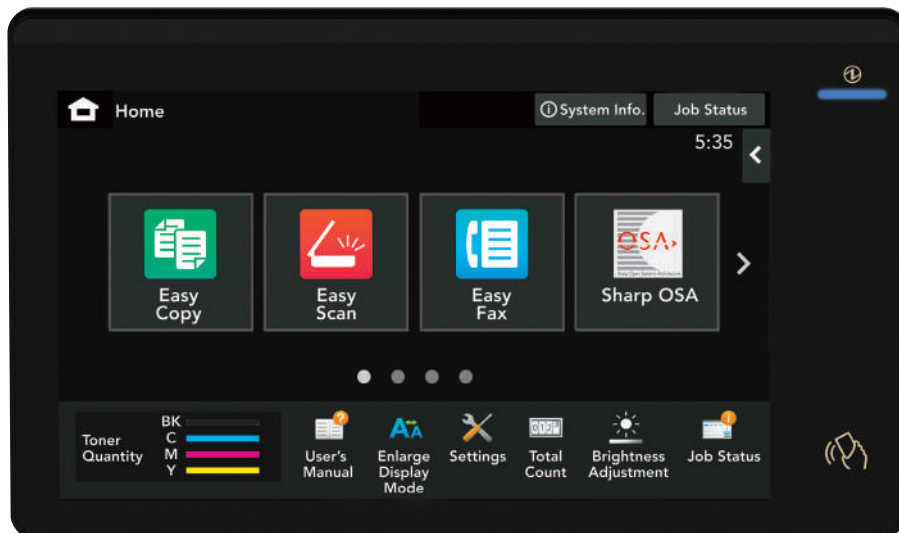 Home
System Info.
Job Status
5:35
Easy
Copy
Easy
Scan
Easy
Fax
OSA
Sharp OSA
Toner
Quantity
BK
C
M
Y
User's
Manual
Enlarge
Display
Mode
Settings
Total
Count
Brightness
Adjustment
Job Status